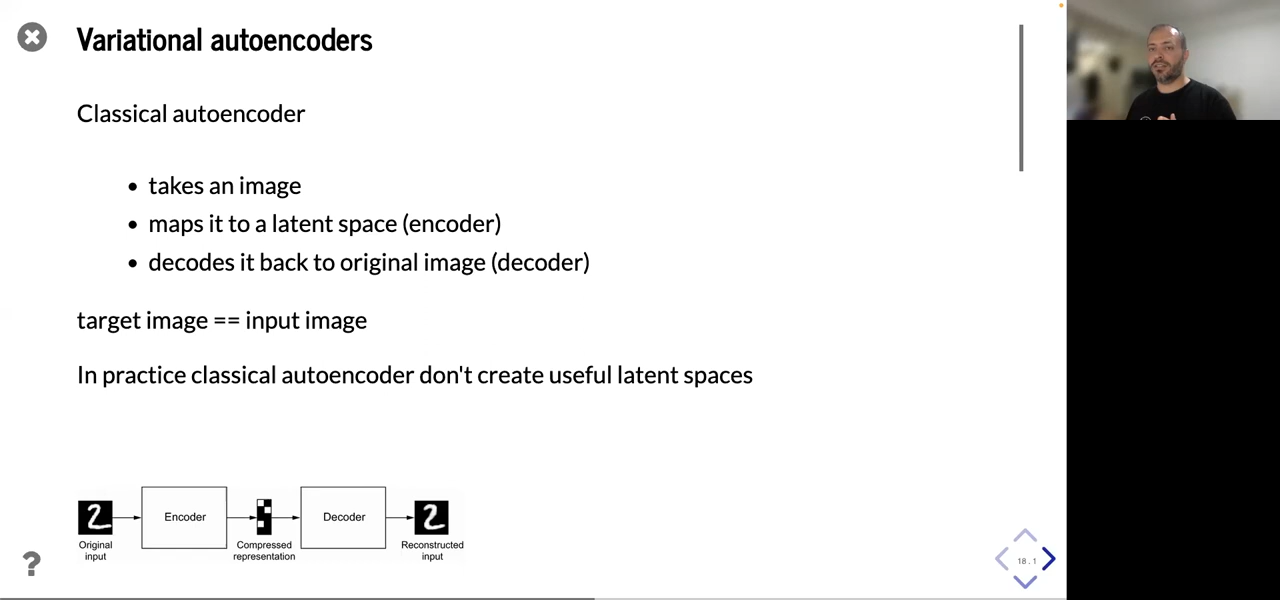 Variational autoencoders
Classical autoencoder
• takes an image
• maps it to a latent space (encoder)
• decodes it back to original image (decoder)
target image == input image
In practice classical autoencoder don't create useful latent spaces
Encoder
Decoder
Original
input
Compressed
representation
Reconstructed
input
?
18 . 1